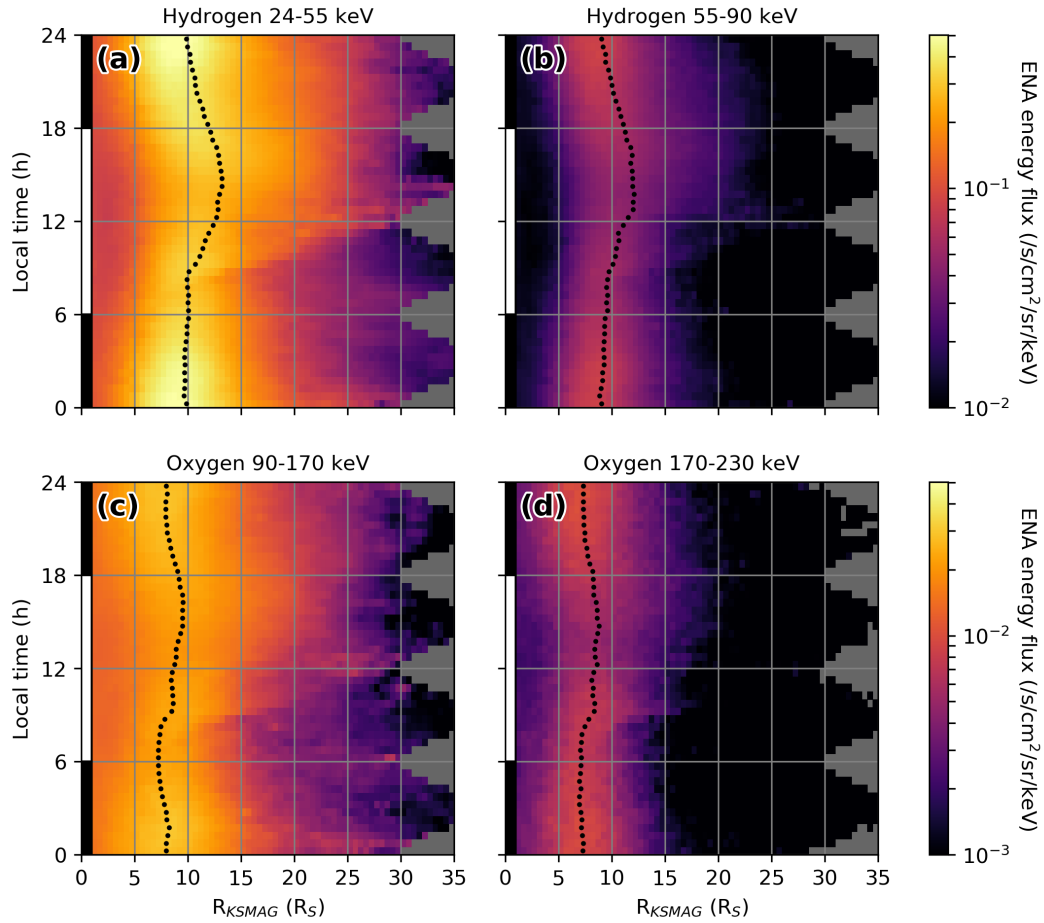 Hydrogen 24-55 keV
Hydrogen 55-90 keV
(a)
(b)
24
18
12
6
0
Local time (h)
10⁻¹
10⁻²
ENA energy flux (/s/cm²/sr/keV)
Oxygen 90-170 keV
Oxygen 170-230 keV
(c)
(d)
24
18
12
6
0
Local time (h)
0 5 10 15 20 25 30 35
0 5 10 15 20 25 30 35
R_KSMAG (R_S)
R_KSMAG (R_S)
10⁻²
10⁻³
ENA energy flux (/s/cm²/sr/keV)